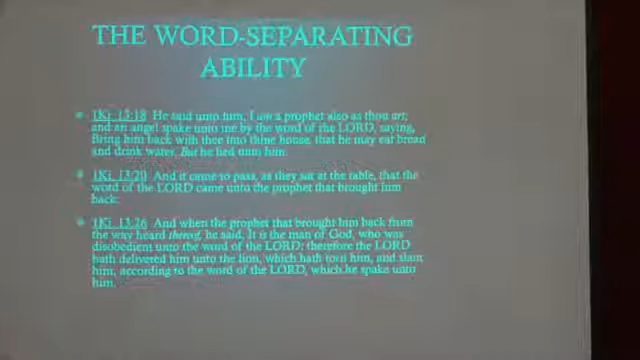 THE WORD-SEPARATING
ABILITY
1Ki_13:18 He said unto him, I am a prophet also as thou art;
and an angel spake unto me by the word of the LORD, saying,
Bring him back with thee into thine house, that he may eat bread
and drink water. But he lied unto him.
1Ki_13:20 And it came to pass, as they sat at the table, that the
word of the LORD came unto the prophet that brought him
back:
1Ki_13:26 And when the prophet that brought him back from
the way heard thereof, he said, It is the man of God, who was
disobedient unto the word of the LORD: therefore the LORD
hath delivered him unto the lion, which hath torn him, and slain
him, according to the word of the LORD, which he spake unto
him.